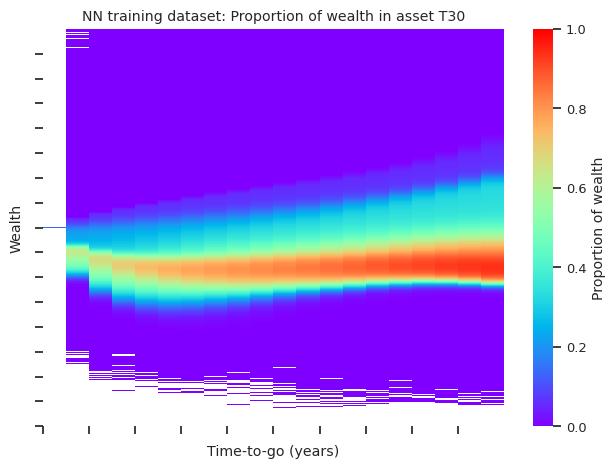 NN training dataset: Proportion of wealth in asset T30
1.0
0.8
0.6
0.4
0.2
0.0
Wealth
Proportion of wealth
Time-to-go (years)